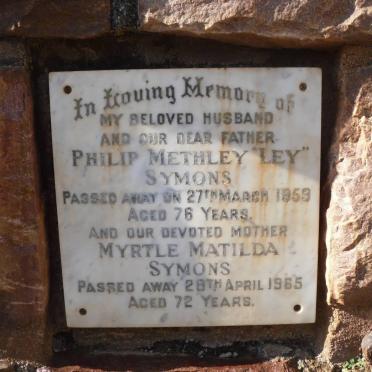 In Loving Memory of
MY BELOVED HUSBAND
AND OUR DEAR FATHER
PHILIP METHLEY "LEY"
SYMONS
PASSED AWAY ON 27TH MARCH 1959
AGED 76 YEARS.
AND OUR DEVOTED MOTHER
MYRTLE MATILDA
SYMONS
PASSED AWAY 28TH APRIL 1965
AGED 72 YEARS.